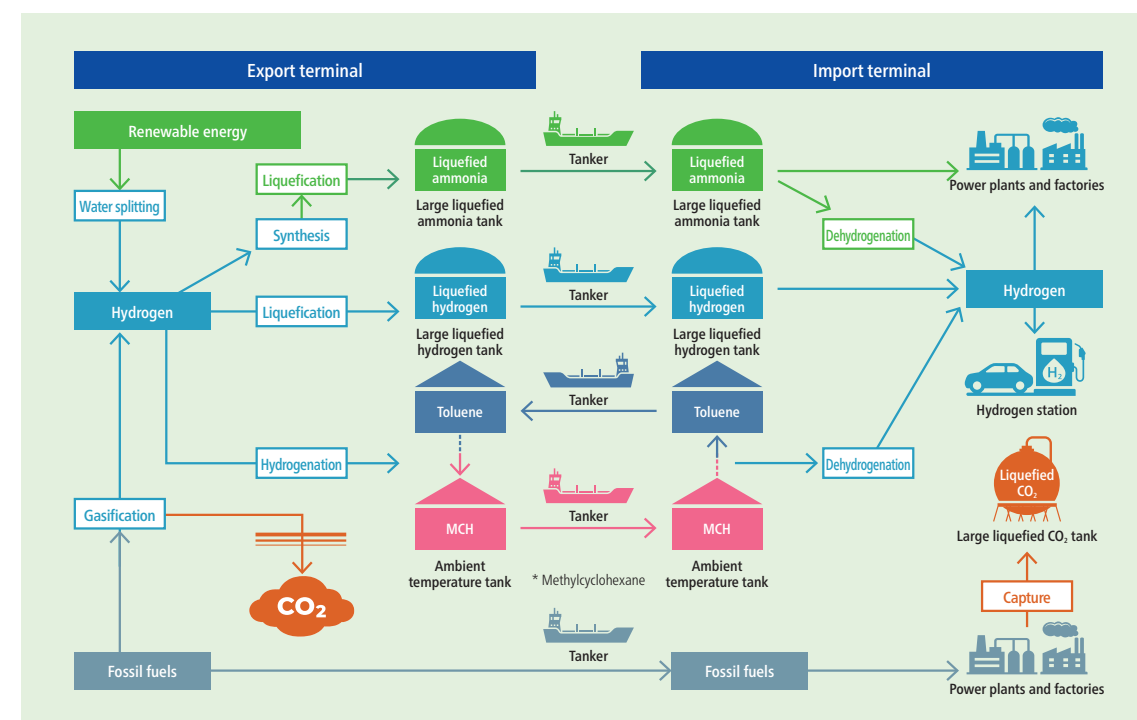 Export terminal
Import terminal
Renewable energy
Water splitting
Liquefication
Synthesis
Liquefied
ammonia
Large liquefied
ammonia tank
Tanker
Liquefied
ammonia
Large liquefied
ammonia tank
Power plants and factories
Dehydrogenation
Hydrogen
Liquefication
Liquefied
hydrogen
Large liquefied
hydrogen tank
Tanker
Liquefied
hydrogen
Large liquefied
hydrogen tank
Hydrogen
H₂
Hydrogen station
Toluene
Tanker
Toluene
Hydrogenation
Dehydrogenation
Gasification
MCH
Ambient
temperature tank
Tanker
* Methylcyclohexane
MCH
Ambient
temperature tank
Liquefied
CO₂
Large liquefied CO₂ tank
CO₂
Capture
Fossil fuels
Tanker
Fossil fuels
Power plants and factories